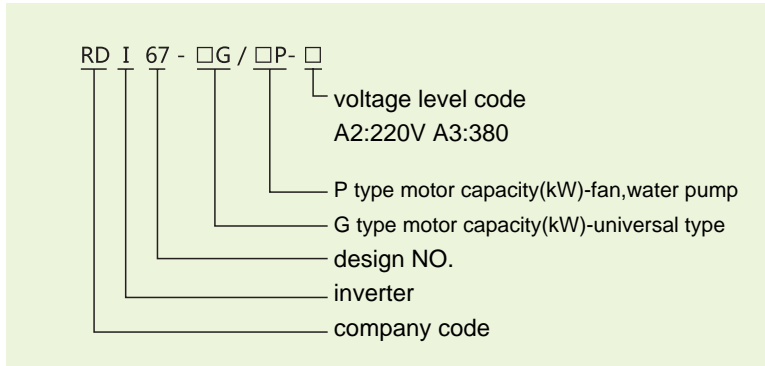 RD I 67 - □G / □P- □
voltage level code
A2:220V A3:380
P type motor capacity(kW)-fan,water pump
G type motor capacity(kW)-universal type
design NO.
inverter
company code